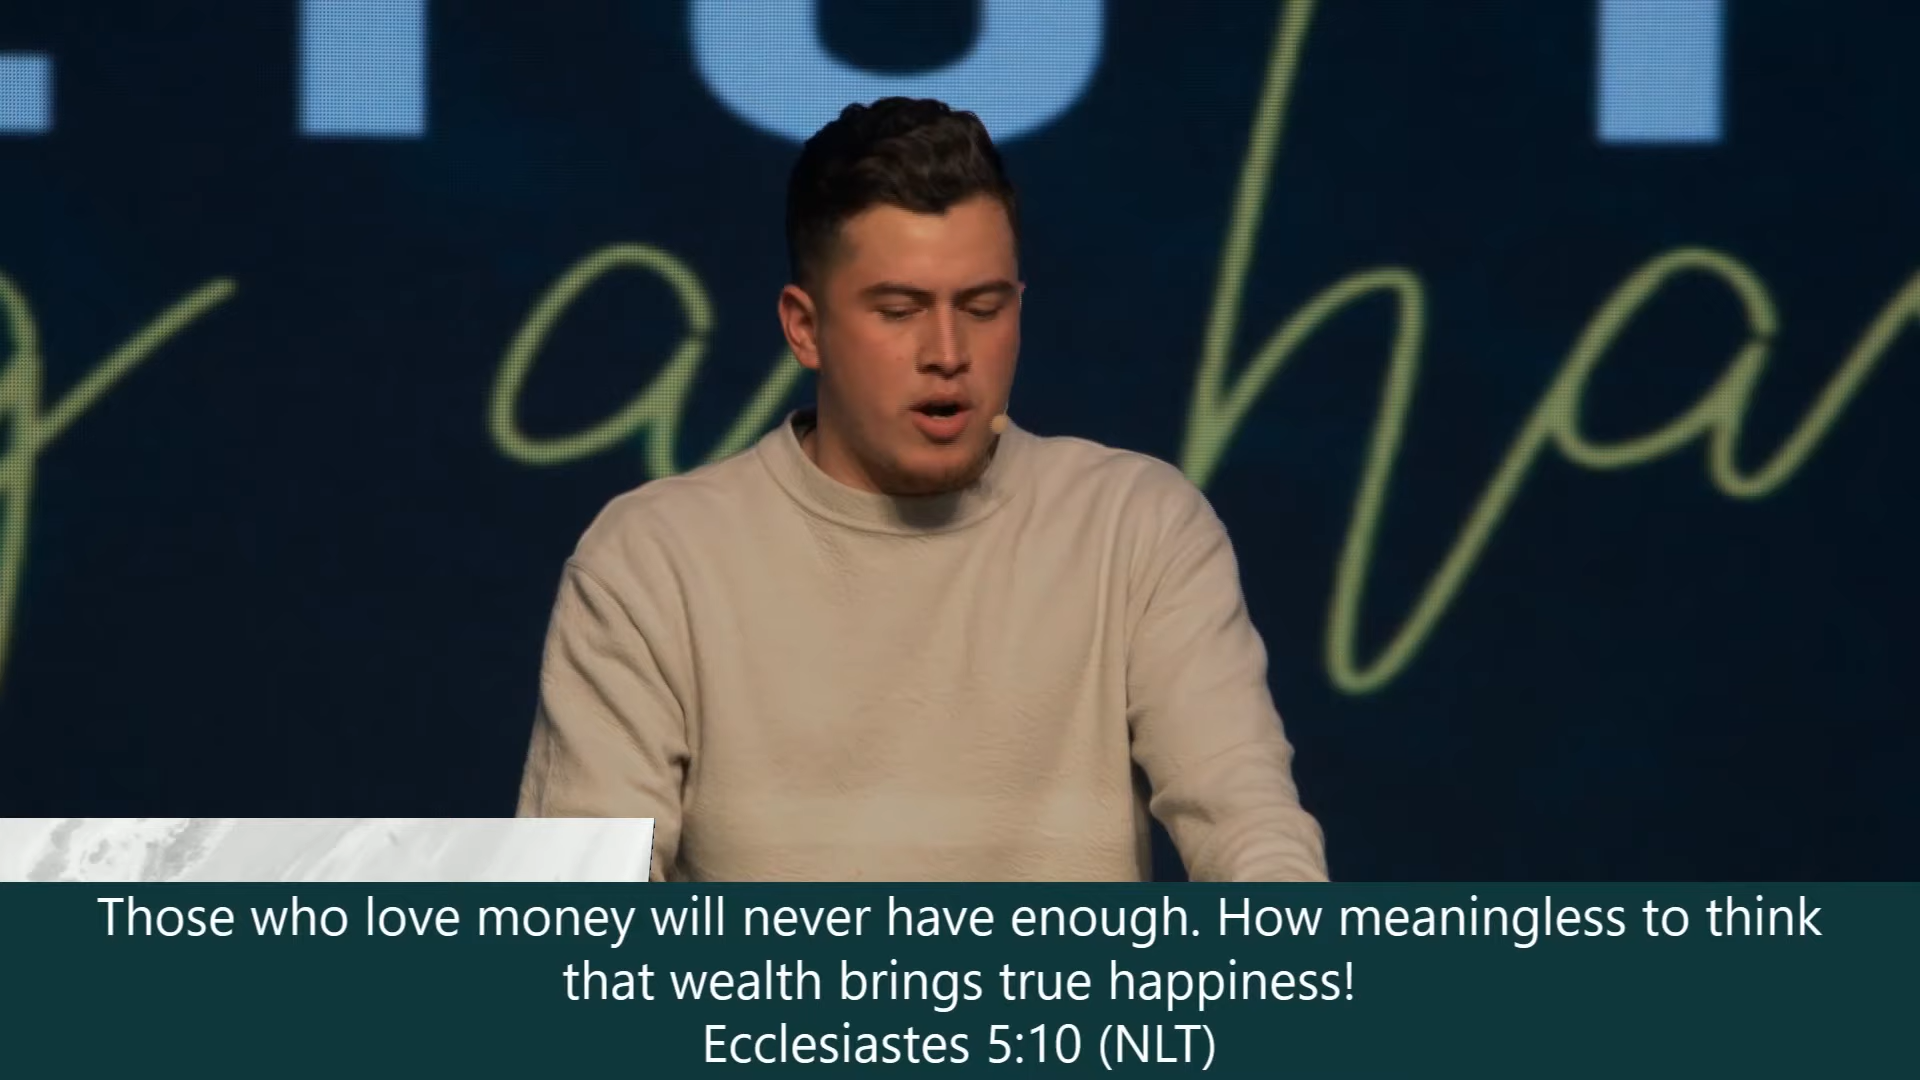 a ha
Those who love money will never have enough. How meaningless to think
that wealth brings true happiness!
Ecclesiastes 5:10 (NLT)